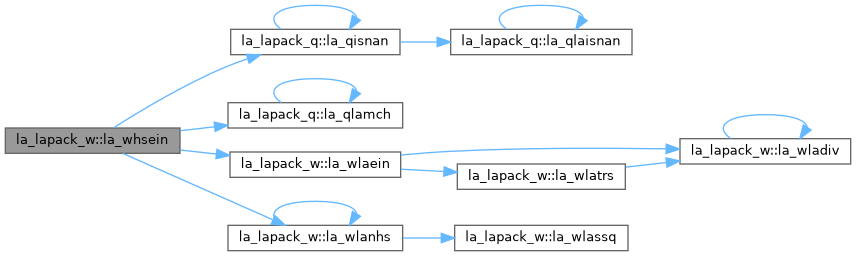 la_lapack_q::la_qisnan
la_lapack_q::la_qlaisnan
la_lapack_q::la_qlamch
la_lapack_w::la_whsein
la_lapack_w::la_wlaein
la_lapack_w::la_wladiv
la_lapack_w::la_wlatrs
la_lapack_w::la_wlanhs
la_lapack_w::la_wlassq